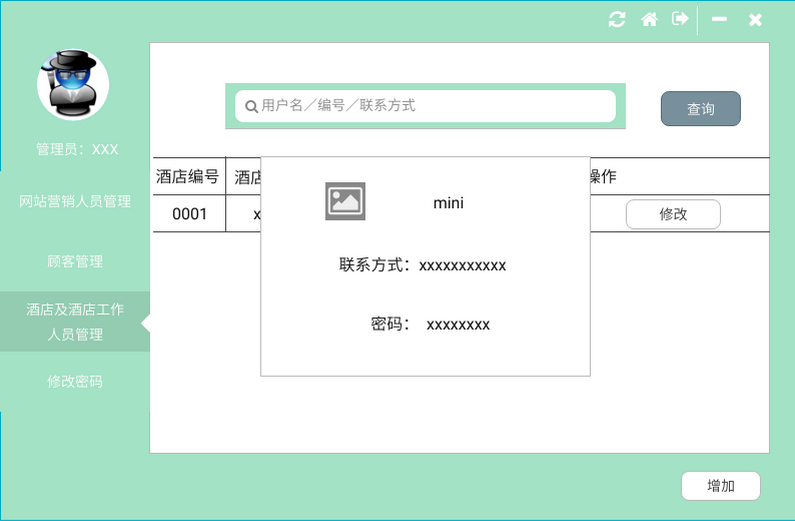 管理员：XXX
网站营销人员管理
顾客管理
酒店及酒店工作
人员管理
修改密码
用户名／编号／联系方式
查询
酒店编号 酒店 操作
0001 x 修改
mini
联系方式：xxxxxxxxxxx
密码： xxxxxxxx
增加